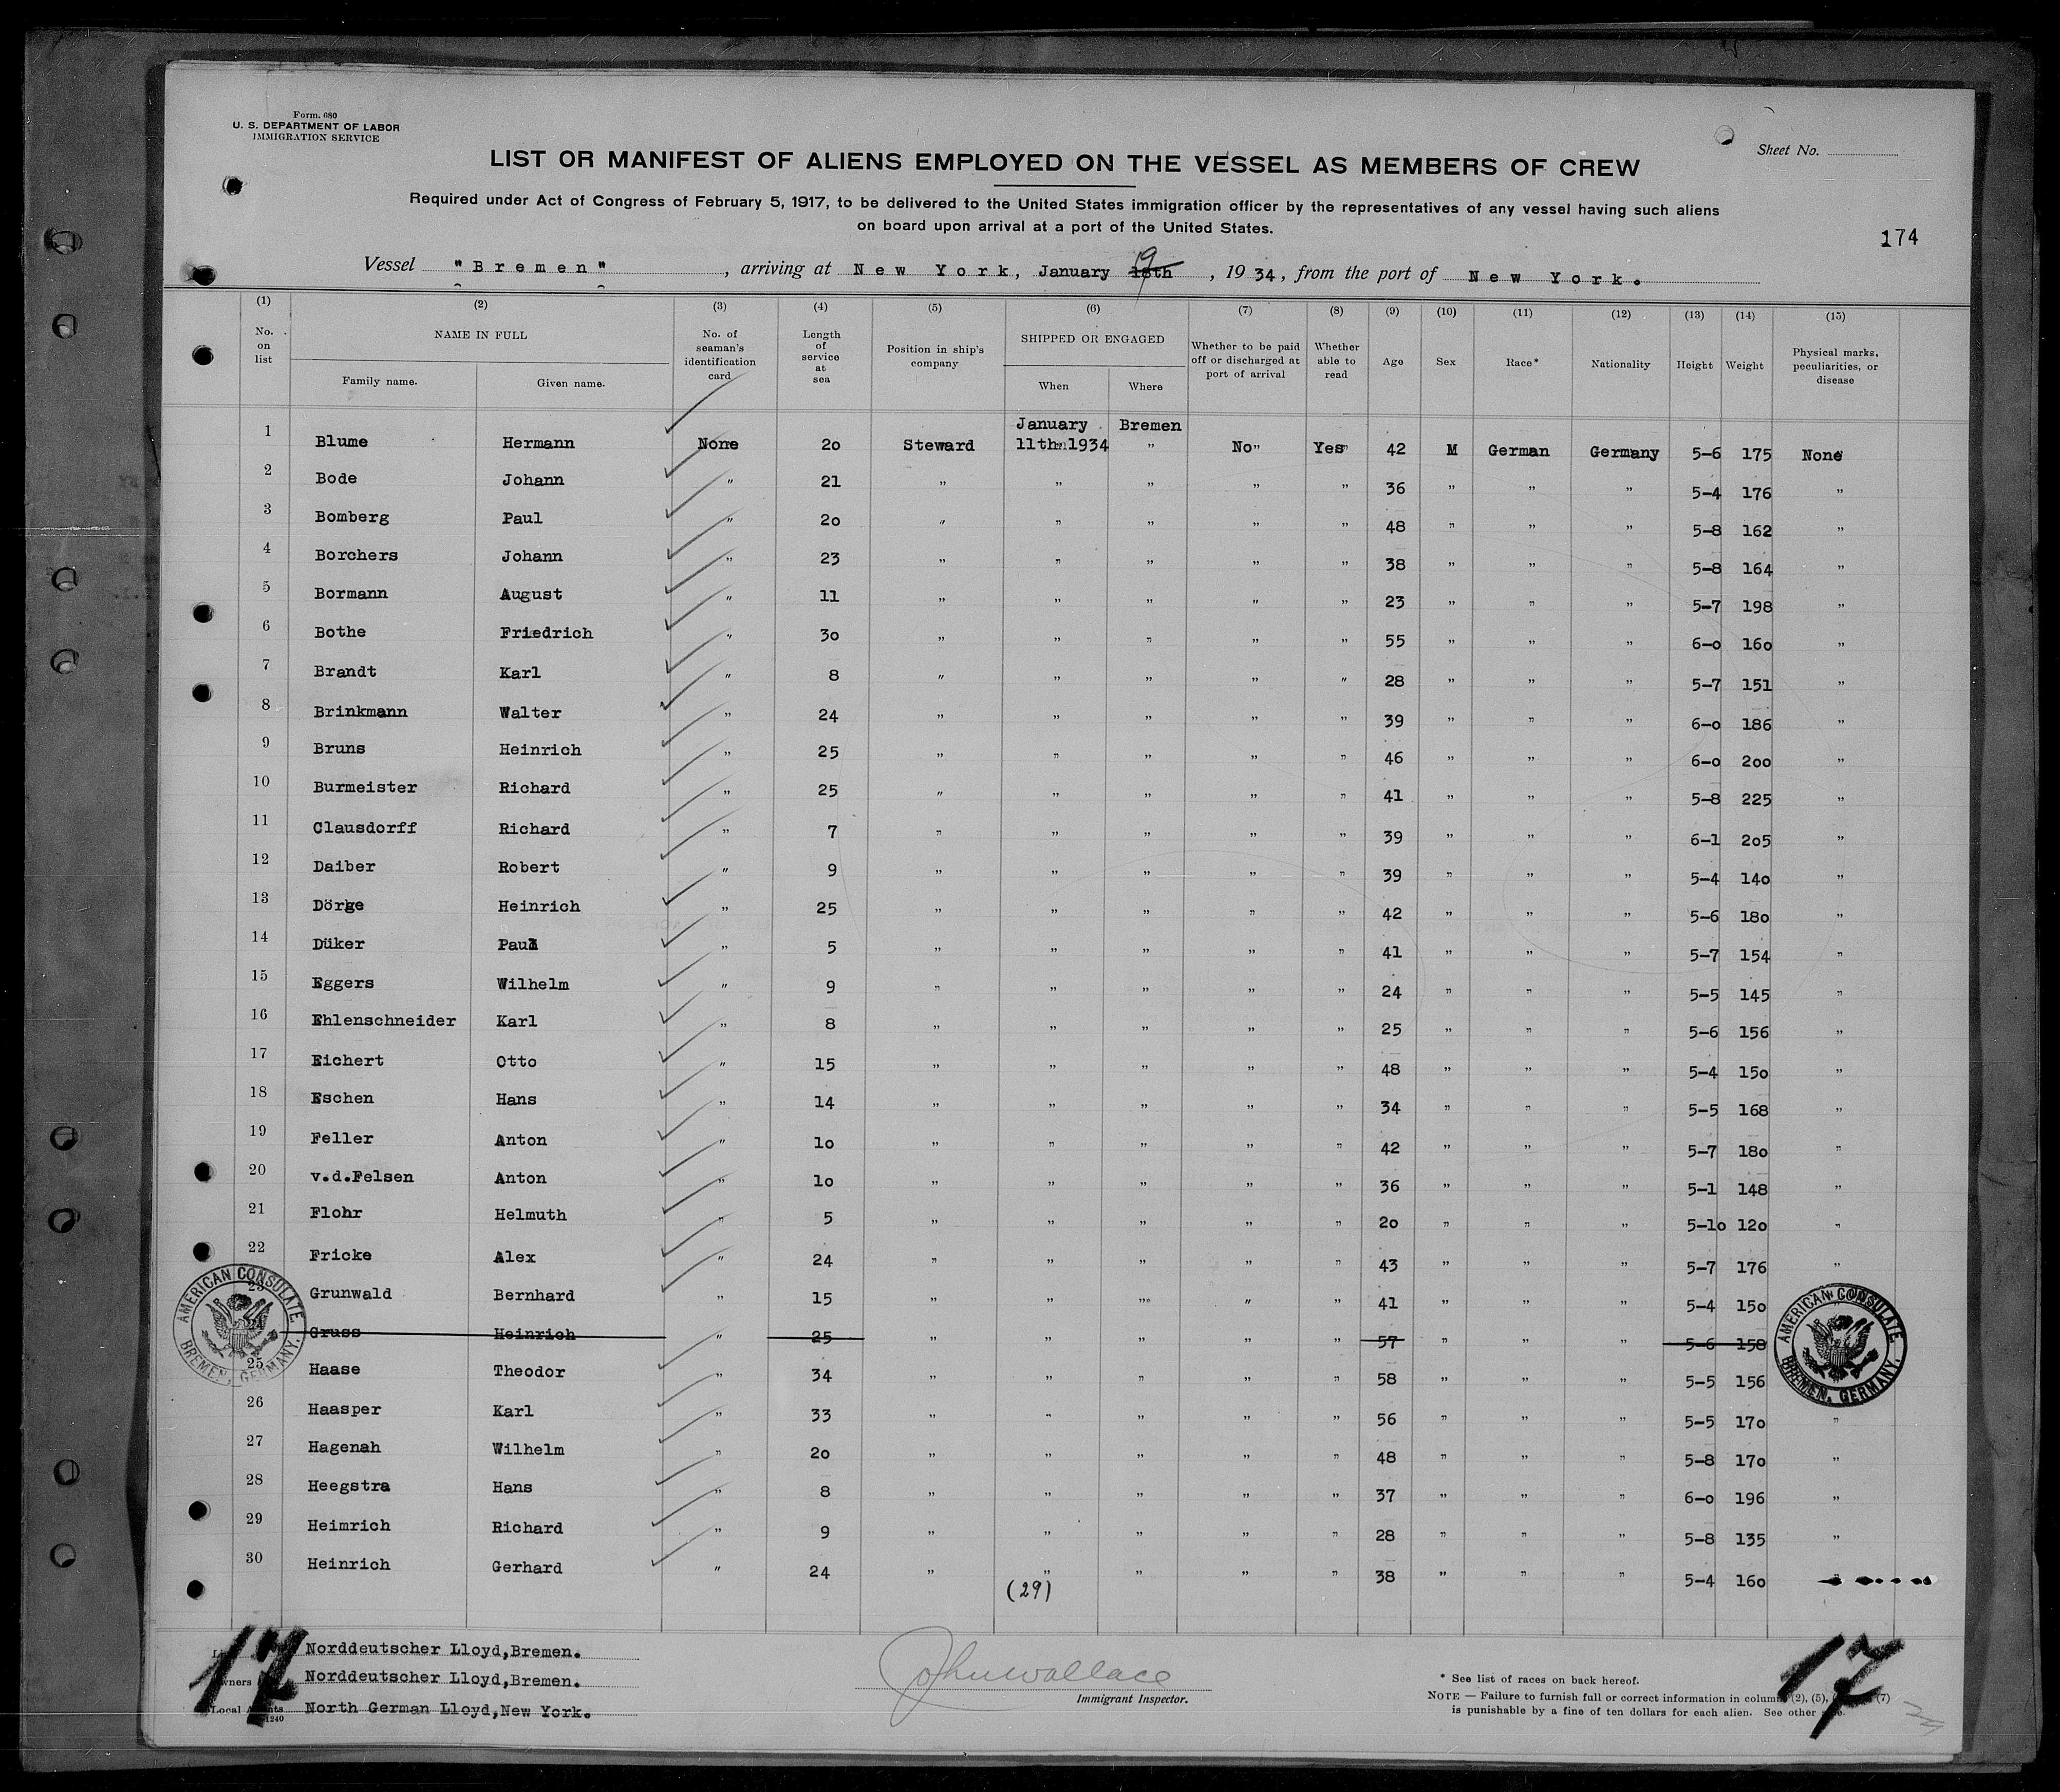 Form. 680
U. S. DEPARTMENT OF LABOR
IMMIGRATION SERVICE
Sheet No.
LIST OR MANIFEST OF ALIENS EMPLOYED ON THE VESSEL AS MEMBERS OF CREW
Required under Act of Congress of February 5, 1917, to be delivered to the United States immigration officer by the representatives of any vessel having such aliens
on board upon arrival at a port of the United States.
174
Vessel "Bremen", arriving at New York, January 18th 19, 1934, from the port of New York.
(1) (2) (3) (4) (5) (6) (7) (8) (9) (10) (11) (12) (13) (14) (15)
No. on list NAME IN FULL Family name. Given name. No. of seaman's identification card Length of service at sea Position in ship's company SHIPPED OR ENGAGED When Where Whether to be paid off or discharged at port of arrival Whether able to read Age Sex Race* Nationality Height Weight Physical marks, peculiarities, or disease
January Bremen
1 Blume Hermann None 20 Steward 11th 1934 " No" Yes" 42 M German Germany 5-6 175 None
2 Bode Johann " 21 " " " " " 36 " " " 5-4 176 "
3 Bomberg Paul " 20 " " " " " 48 " " " 5-8 162 "
4 Borchers Johann " 23 " " " " " 38 " " " 5-8 164 "
5 Bormann August " 11 " " " " " 23 " " " 5-7 198 "
6 Bothe Friedrich " 30 " " " " " 55 " " " 6-0 160 "
7 Brandt Karl " 8 " " " " " 28 " " " 5-7 151 "
8 Brinkmann Walter " 24 " " " " " 39 " " " 6-0 186 "
9 Bruns Heinrich " 25 " " " " " 46 " " " 6-0 200 "
10 Burmeister Richard " 25 " " " " " 41 " " " 5-8 225 "
11 Clausdorff Richard " 7 " " " " " 39 " " " 6-1 205 "
12 Daiber Robert " 9 " " " " " 39 " " " 5-4 140 "
13 Dörge Heinrich " 25 " " " " " 42 " " " 5-6 180 "
14 Düker Paul " 5 " " " " " 41 " " " 5-7 154 "
15 Eggers Wilhelm " 9 " " " " " 24 " " " 5-5 145 "
16 Ehlenschneider Karl " 8 " " " " " 25 " " " 5-6 156 "
17 Eichert Otto " 15 " " " " " 48 " " " 5-4 150 "
18 Eschen Hans " 14 " " " " " 34 " " " 5-5 168 "
19 Feller Anton " 10 " " " " " 42 " " " 5-7 180 "
20 v.d.Felsen Anton " 10 " " " " " 36 " " " 5-1 148 "
21 Flohr Helmuth " 5 " " " " " 20 " " " 5-10 120 "
22 Fricke Alex " 24 " " " " " 43 " " " 5-7 176 "
23 Grunwald Bernhard " 15 " " " " " 41 " " " 5-4 150 "
24 Gruss Heinrich " 25 " " " " " 57 " " " 5-6 158
25 Haase Theodor " 34 " " " " " 58 " " " 5-5 156
26 Haasper Karl " 33 " " " " " 56 " " " 5-5 170 "
27 Hagenah Wilhelm " 20 " " " " " 48 " " " 5-8 170 "
28 Heegstra Hans " 8 " " " " " 37 " " " 6-0 196 "
29 Heimrich Richard " 9 " " " " " 28 " " " 5-8 135 "
30 Heinrich Gerhard " 24 " " " " " 38 " " " 5-4 160 "
(29)
AMERICAN CONSULATE BREMEN, GERMANY.
AMERICAN CONSULATE BREMEN, GERMANY.
17
17
Norddeutscher Lloyd,Bremen.
Owners Norddeutscher Lloyd,Bremen.
Local Agents North German Lloyd,New York.
1240
John Wallace
Immigrant Inspector.
* See list of races on back hereof.
NOTE — Failure to furnish full or correct information in columns (2), (5), (7)
is punishable by a fine of ten dollars for each alien. See other